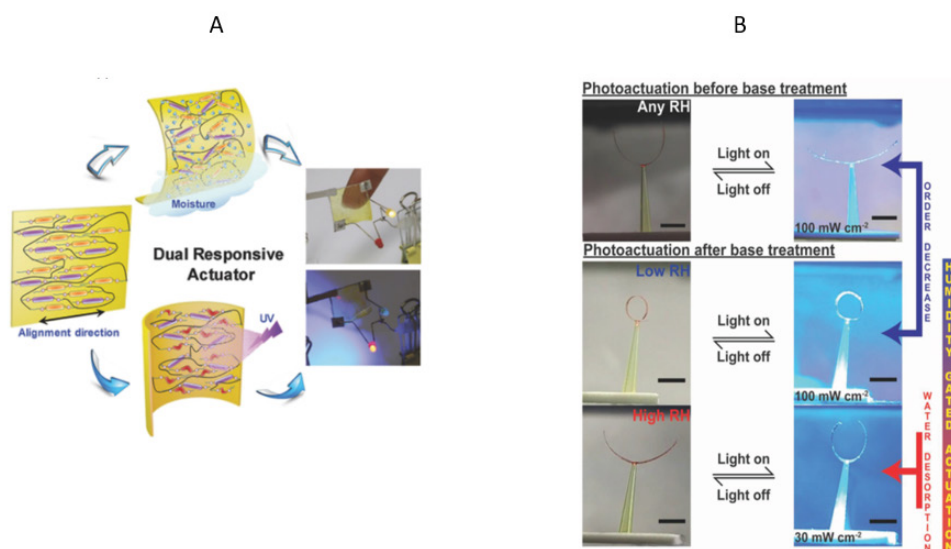 A
B
Moisture
Dual Responsive
Actuator
UV
Alignment direction
Photoactuation before base treatment
Any RH
Light on
Light off
100 mW cm⁻²
Photoactuation after base treatment
Low RH
Light on
Light off
100 mW cm⁻²
High RH
Light on
Light off
30 mW cm⁻²
ORDER DECREASE
WATER DESORPTION
HUMIDITY GATED ACTUATION